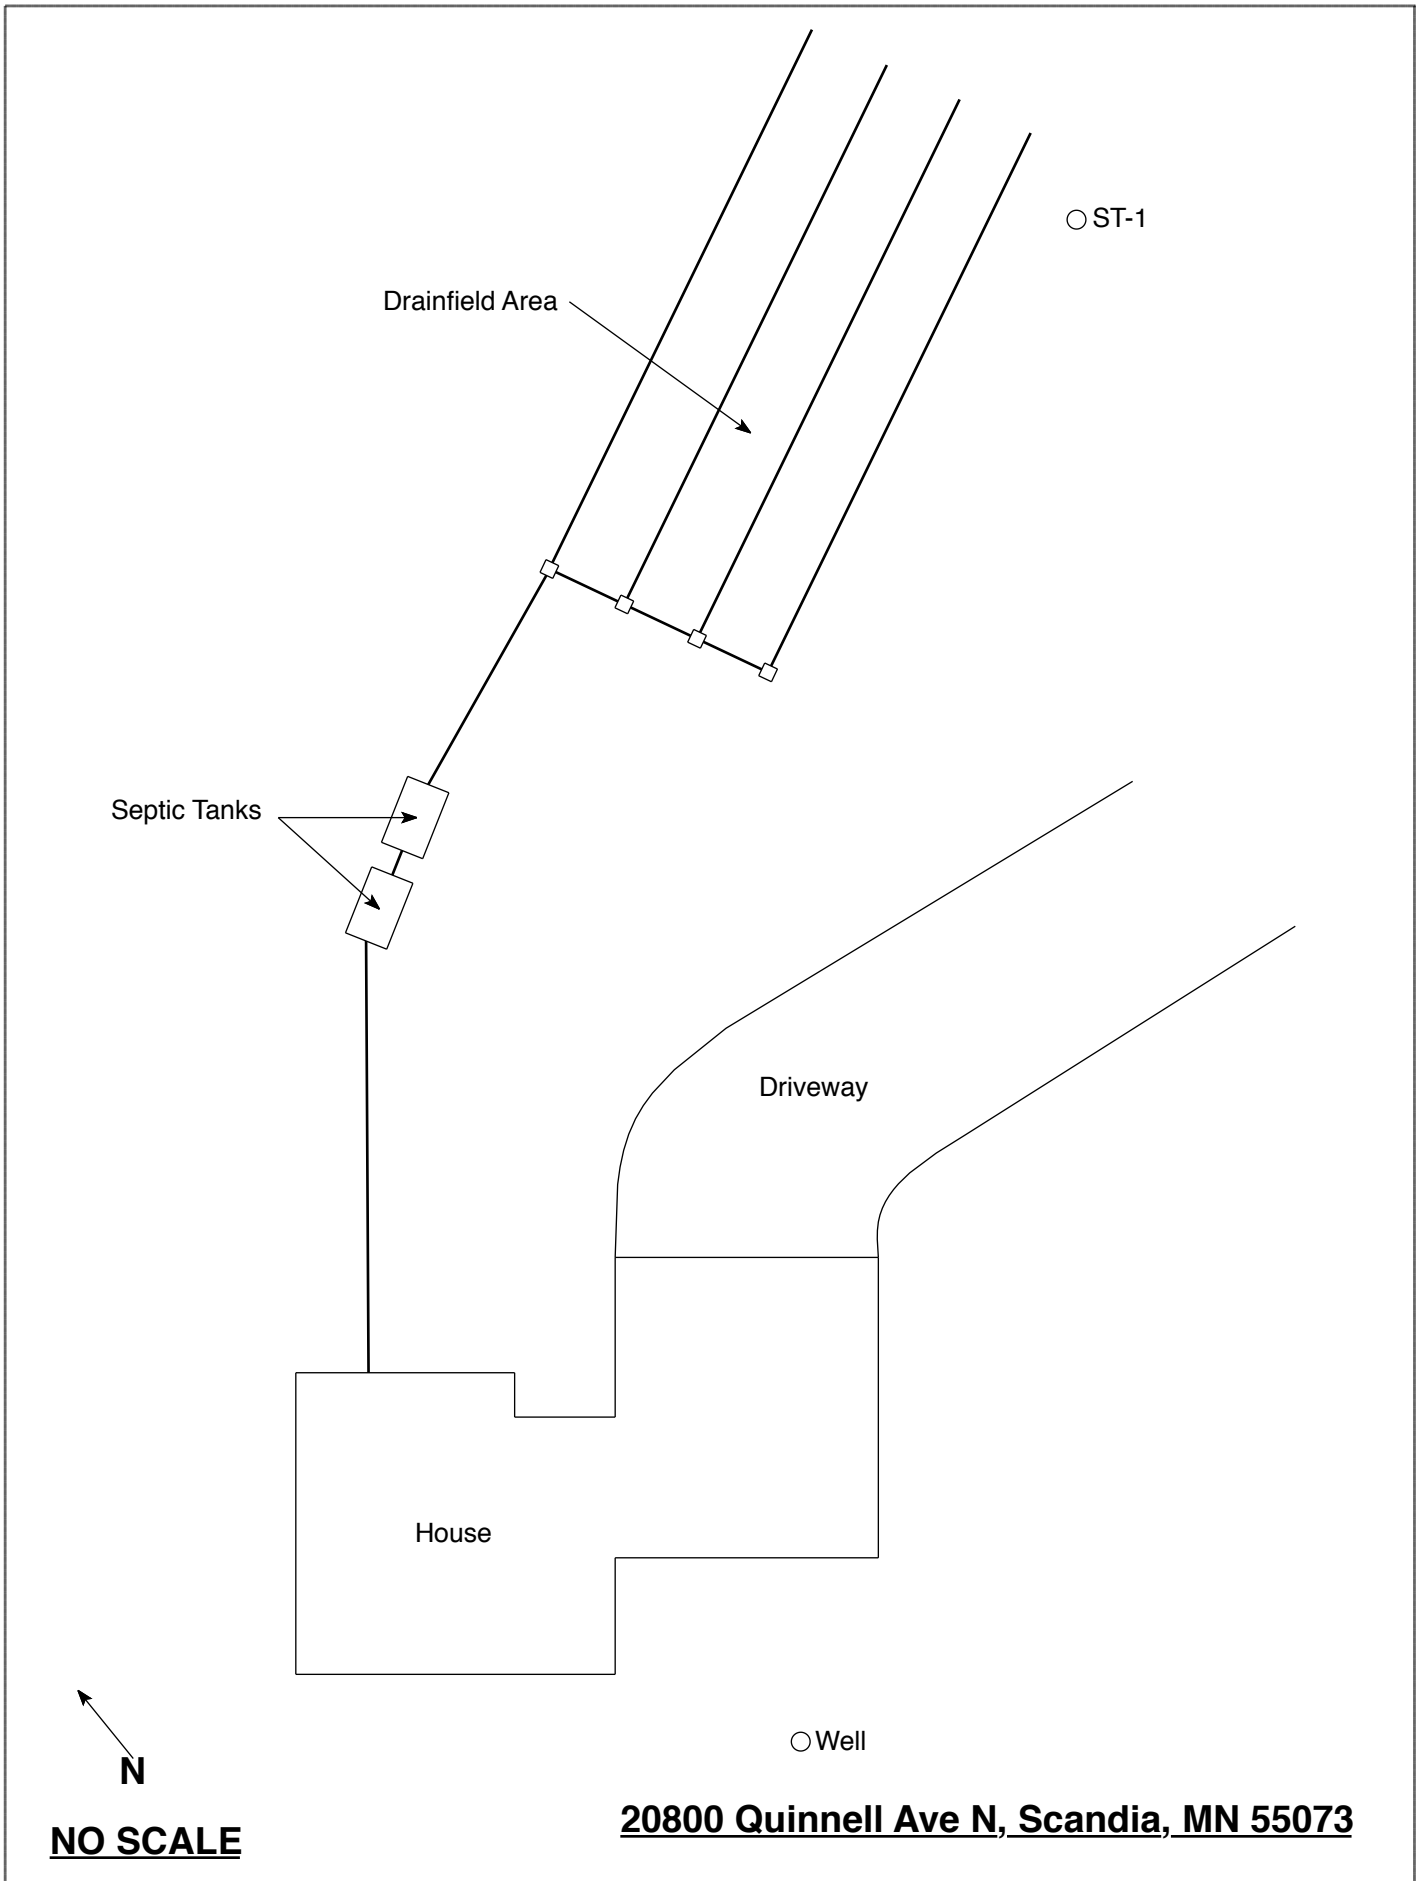 ST-1
Drainfield Area
Septic Tanks
Driveway
House
Well
N
20800 Quinnell Ave N, Scandia, MN 55073
NO SCALE